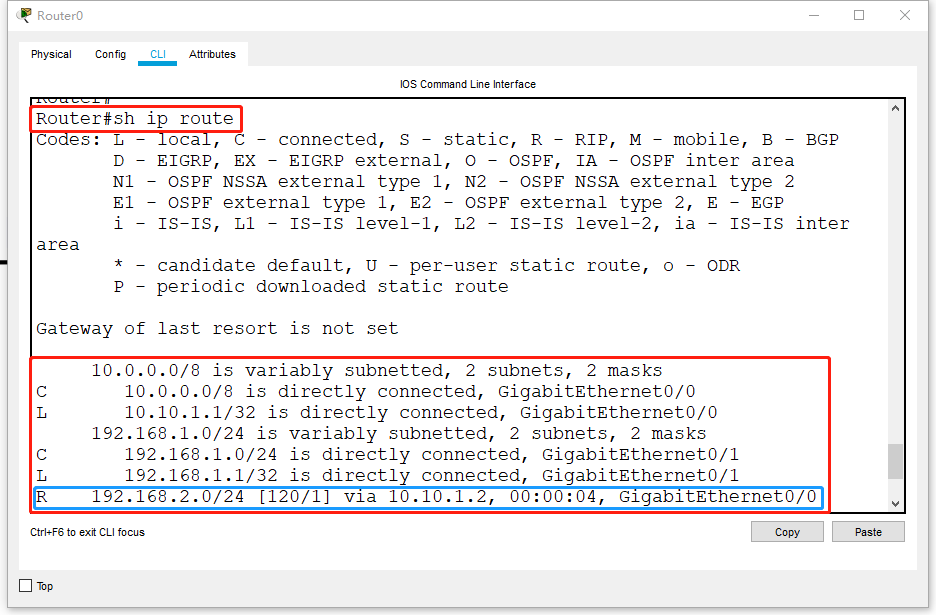 Router0
Physical Config CLI Attributes
IOS Command Line Interface
Router#
Router#sh ip route
Codes: L - local, C - connected, S - static, R - RIP, M - mobile, B - BGP
D - EIGRP, EX - EIGRP external, O - OSPF, IA - OSPF inter area
N1 - OSPF NSSA external type 1, N2 - OSPF NSSA external type 2
E1 - OSPF external type 1, E2 - OSPF external type 2, E - EGP
i - IS-IS, L1 - IS-IS level-1, L2 - IS-IS level-2, ia - IS-IS inter
area
* - candidate default, U - per-user static route, o - ODR
P - periodic downloaded static route
Gateway of last resort is not set
10.0.0.0/8 is variably subnetted, 2 subnets, 2 masks
C 10.0.0.0/8 is directly connected, GigabitEthernet0/0
L 10.10.1.1/32 is directly connected, GigabitEthernet0/0
192.168.1.0/24 is variably subnetted, 2 subnets, 2 masks
C 192.168.1.0/24 is directly connected, GigabitEthernet0/1
L 192.168.1.1/32 is directly connected, GigabitEthernet0/1
R 192.168.2.0/24 [120/1] via 10.10.1.2, 00:00:04, GigabitEthernet0/0
Ctrl+F6 to exit CLI focus
Copy Paste
Top